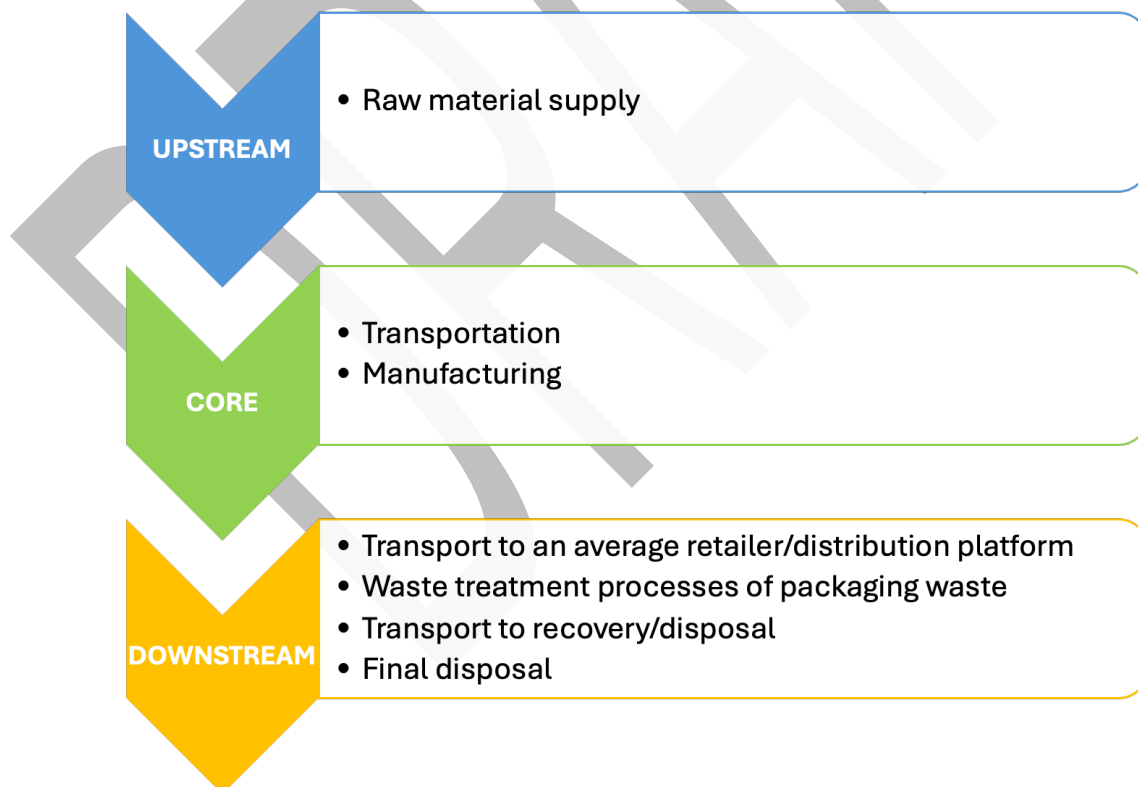 UPSTREAM
• Raw material supply
CORE
• Transportation
• Manufacturing
DOWNSTREAM
• Transport to an average retailer/distribution platform
• Waste treatment processes of packaging waste
• Transport to recovery/disposal
• Final disposal